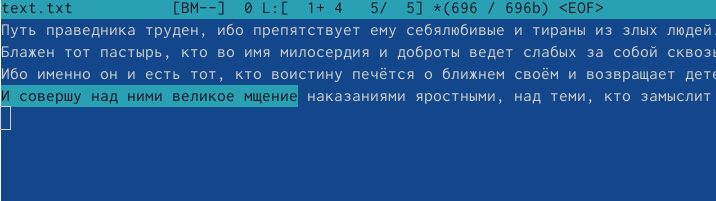 text.txt [BM--] 0 L:[ 1+ 4 5/ 5] *(696 / 696b) <EOF>
Путь праведника труден, ибо препятствует ему себялюбивые и тираны из злых людей.
Блажен тот пастырь, кто во имя милосердия и доброты ведет слабых за собой сквозь
Ибо именно он и есть тот, кто воистину печётся о ближнем своём и возвращает дете
И совершу над ними великое мщение наказаниями яростными, над теми, кто замыслит